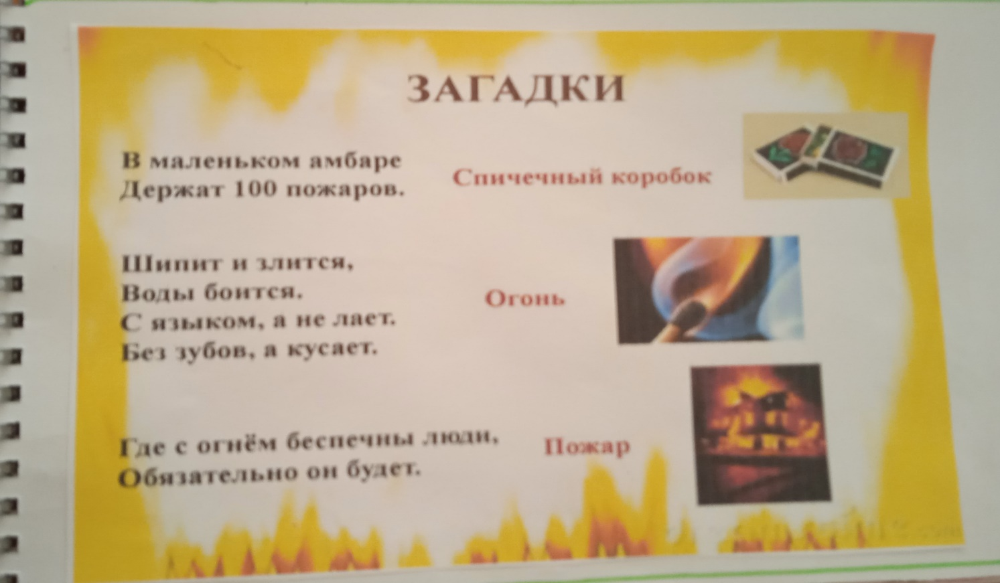 ЗАГАДКИ
В маленьком амбаре
Держат 100 пожаров.
Спичечный коробок
Шипит и злится,
Воды боится.
С языком, а не лает.
Без зубов, а кусает.
Огонь
Где с огнём беспечны люди,
Обязательно он будет.
Пожар